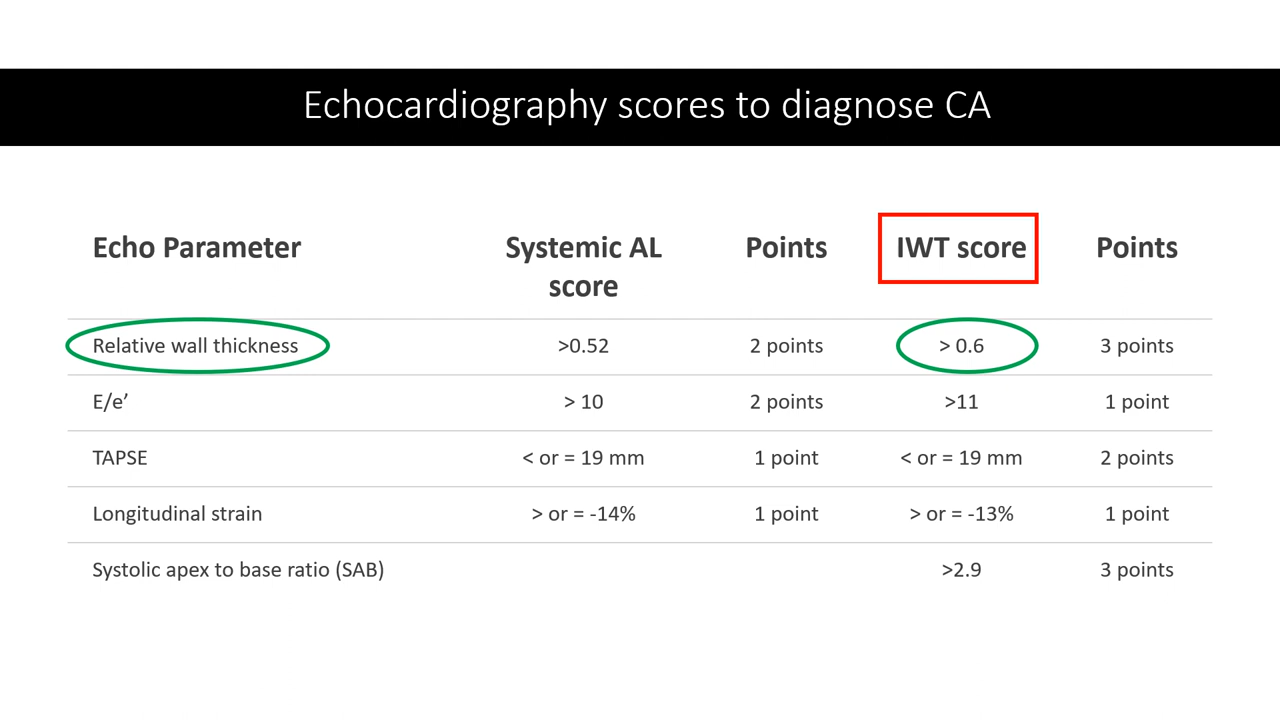 Echocardiography scores to diagnose CA
Echo Parameter Systemic AL score Points IWT score Points
Relative wall thickness >0.52 2 points > 0.6 3 points
E/e’ > 10 2 points >11 1 point
TAPSE < or = 19 mm 1 point < or = 19 mm 2 points
Longitudinal strain > or = -14% 1 point > or = -13% 1 point
Systolic apex to base ratio (SAB) >2.9 3 points